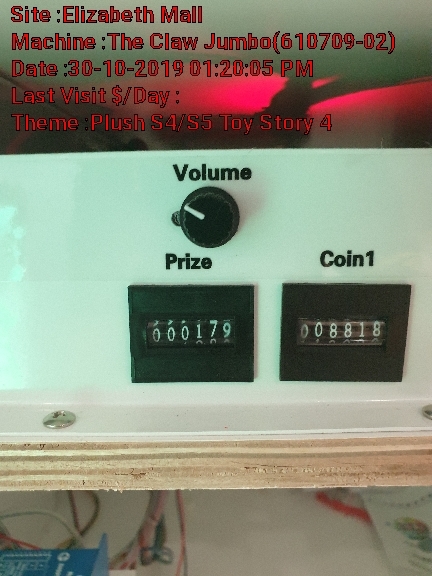 Site :Elizabeth Mall
Machine :The Claw Jumbo(610709-02)
Date :30-10-2019 01:20:05 PM
Last Visit $/Day :
Theme :Plush S4/S5 Toy Story 4
Volume
Prize
Coin1
000179
008818